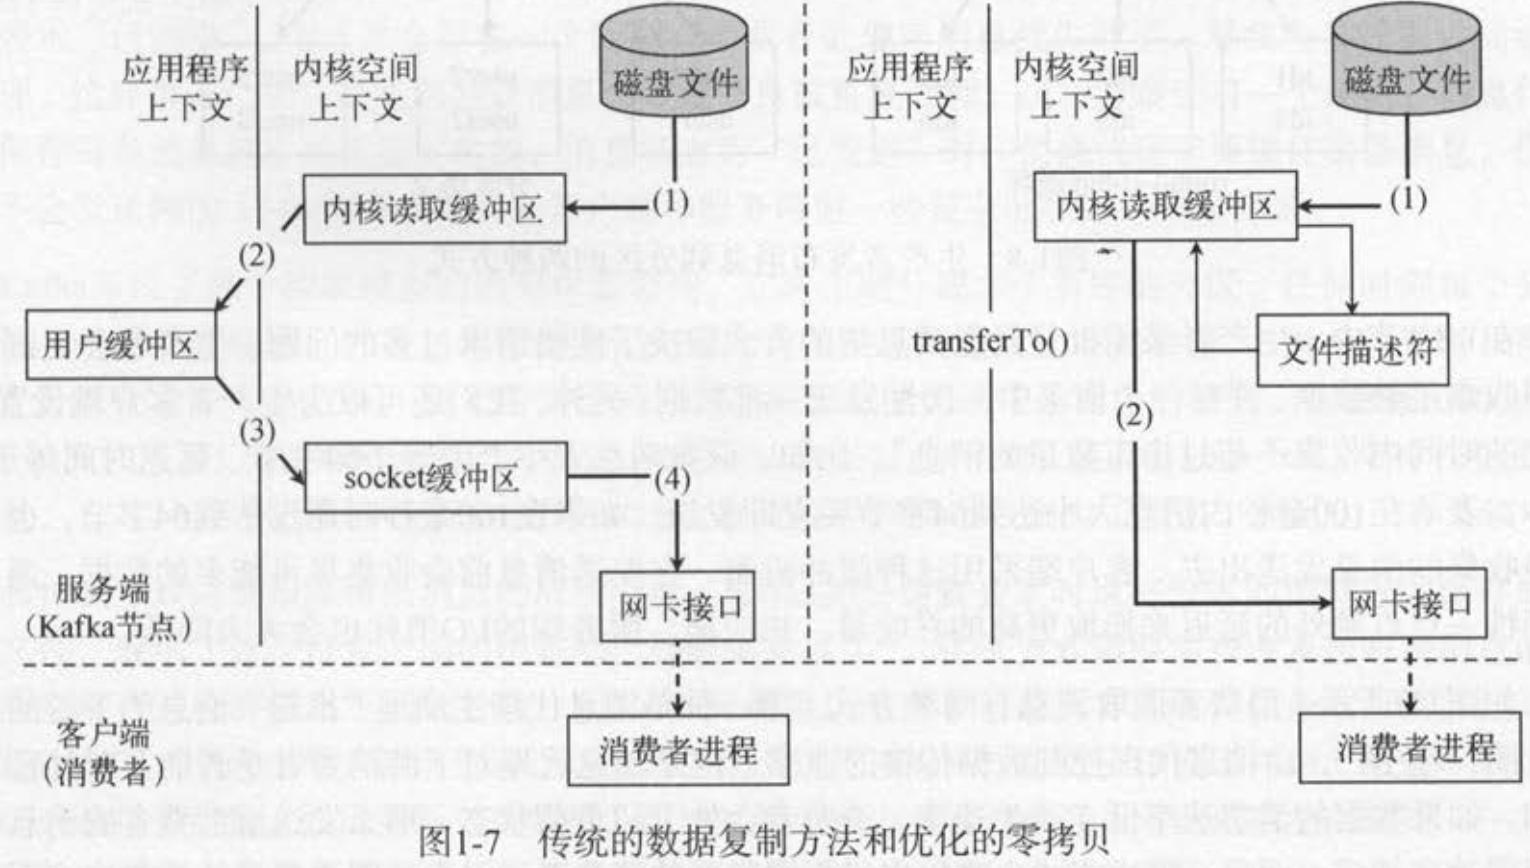 应用程序
上下文
内核空间
上下文
磁盘文件
内核读取缓冲区
(1)
(2)
用户缓冲区
(3)
socket缓冲区
(4)
服务端
（Kafka节点）
网卡接口
客户端
（消费者）
消费者进程
应用程序
上下文
内核空间
上下文
磁盘文件
内核读取缓冲区
(1)
transferTo()
文件描述符
(2)
网卡接口
消费者进程
图1-7 传统的数据复制方法和优化的零拷贝